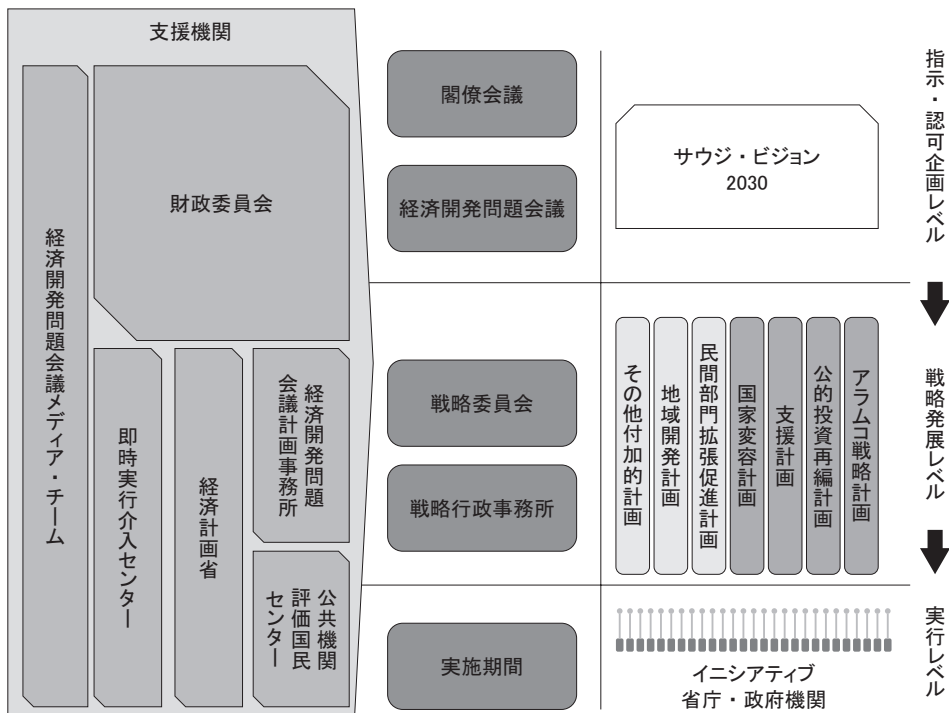 支援機関
経済開発問題会議メディア・チーム
財政委員会
即時実行介入センター
経済計画省
経済開発問題
会議計画事務所
公共機関
評価国民
センター
閣僚会議
経済開発問題会議
戦略委員会
戦略行政事務所
実施期間
サウジ・ビジョン
2030
その他付加的計画
地域開発計画
民間部門拡張促進計画
国家変容計画
支援計画
公的投資再編計画
アラムコ戦略計画
イニシアティブ
省庁・政府機関
指示・認可企画レベル
戦略発展レベル
実行レベル